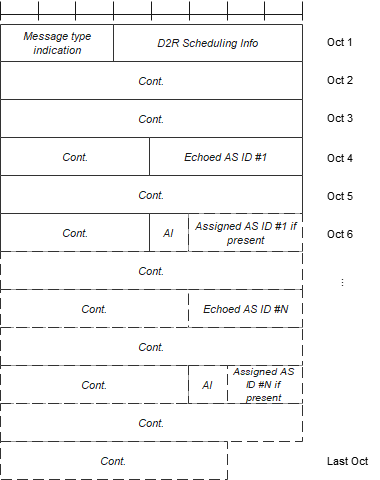 Message type
indication
D2R Scheduling Info
Oct 1
Cont.
Oct 2
Cont.
Oct 3
Cont.
Echoed AS ID #1
Oct 4
Cont.
Oct 5
Cont.
AI
Assigned AS ID #1 if
present
Oct 6
Cont.
...
Cont.
Echoed AS ID #N
Cont.
Cont.
AI
Assigned AS
ID #N if
present
Cont.
Cont.
Last Oct